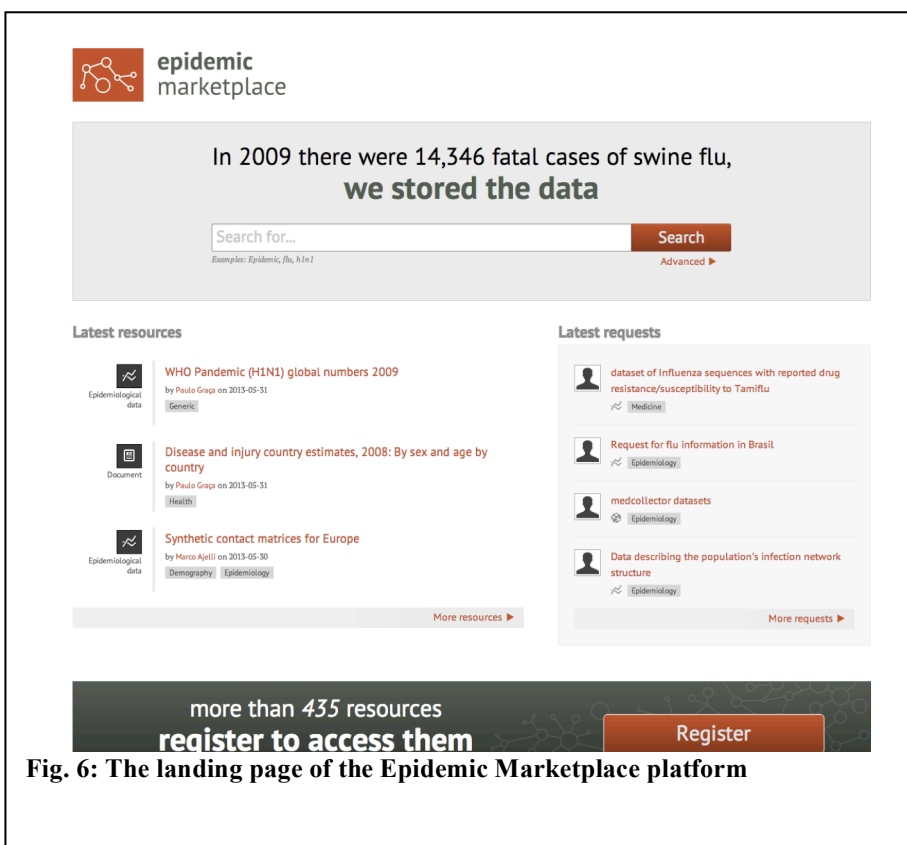 epidemic
marketplace
In 2009 there were 14,346 fatal cases of swine flu,
we stored the data
Search for...
Search
Examples: Epidemic, flu, h1n1
Advanced ▶
Latest resources
Epidemiological
data
WHO Pandemic (H1N1) global numbers 2009
by Paulo Graça on 2013-05-31
Generic
Document
Disease and injury country estimates, 2008: By sex and age by
country
by Paulo Graça on 2013-05-31
Health
Epidemiological
data
Synthetic contact matrices for Europe
by Marco Ajelli on 2013-05-30
Demography Epidemiology
More resources ▶
Latest requests
dataset of Influenza sequences with reported drug
resistance/susceptibility to Tamiflu
Medicine
Request for flu information in Brasil
Epidemiology
medcollector datasets
Epidemiology
Data describing the population's infection network
structure
Epidemiology
More requests ▶
more than 435 resources
register to access them
Register
Fig. 6: The landing page of the Epidemic Marketplace platform